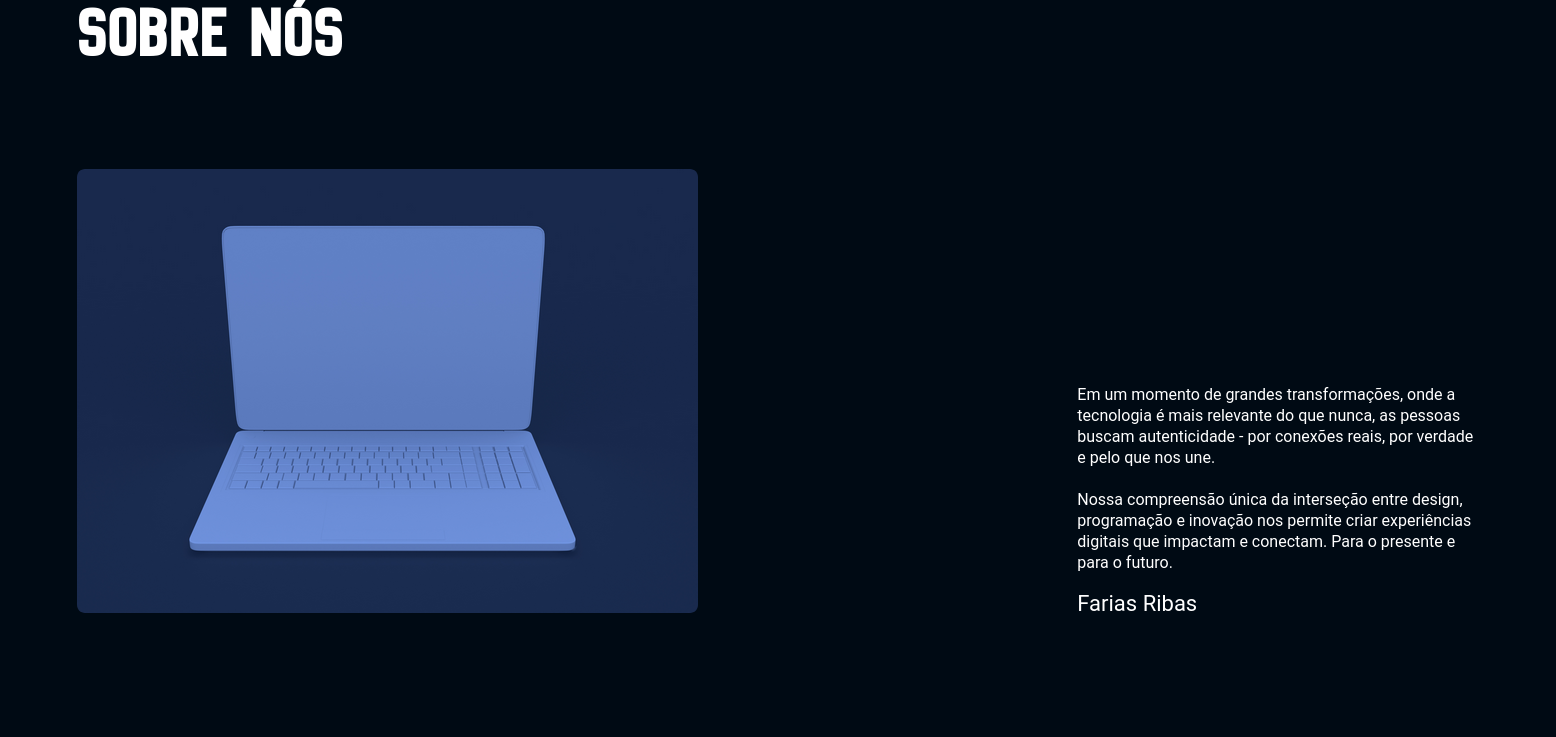 SOBRE NÓS
Em um momento de grandes transformações, onde a
tecnologia é mais relevante do que nunca, as pessoas
buscam autenticidade - por conexões reais, por verdade
e pelo que nos une.
Nossa compreensão única da interseção entre design,
programação e inovação nos permite criar experiências
digitais que impactam e conectam. Para o presente e
para o futuro.
Farias Ribas